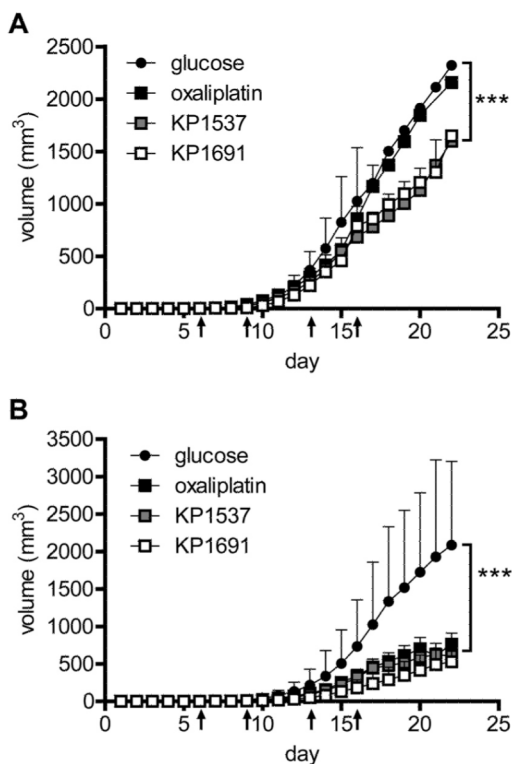 A
2500
2000
1500
1000
500
0
volume (mm³)
glucose
oxaliplatin
KP1537
KP1691
***
0 5 10 15 20 25
day
B
3500
3000
2500
2000
1500
1000
500
0
volume (mm³)
glucose
oxaliplatin
KP1537
KP1691
***
0 5 10 15 20 25
day